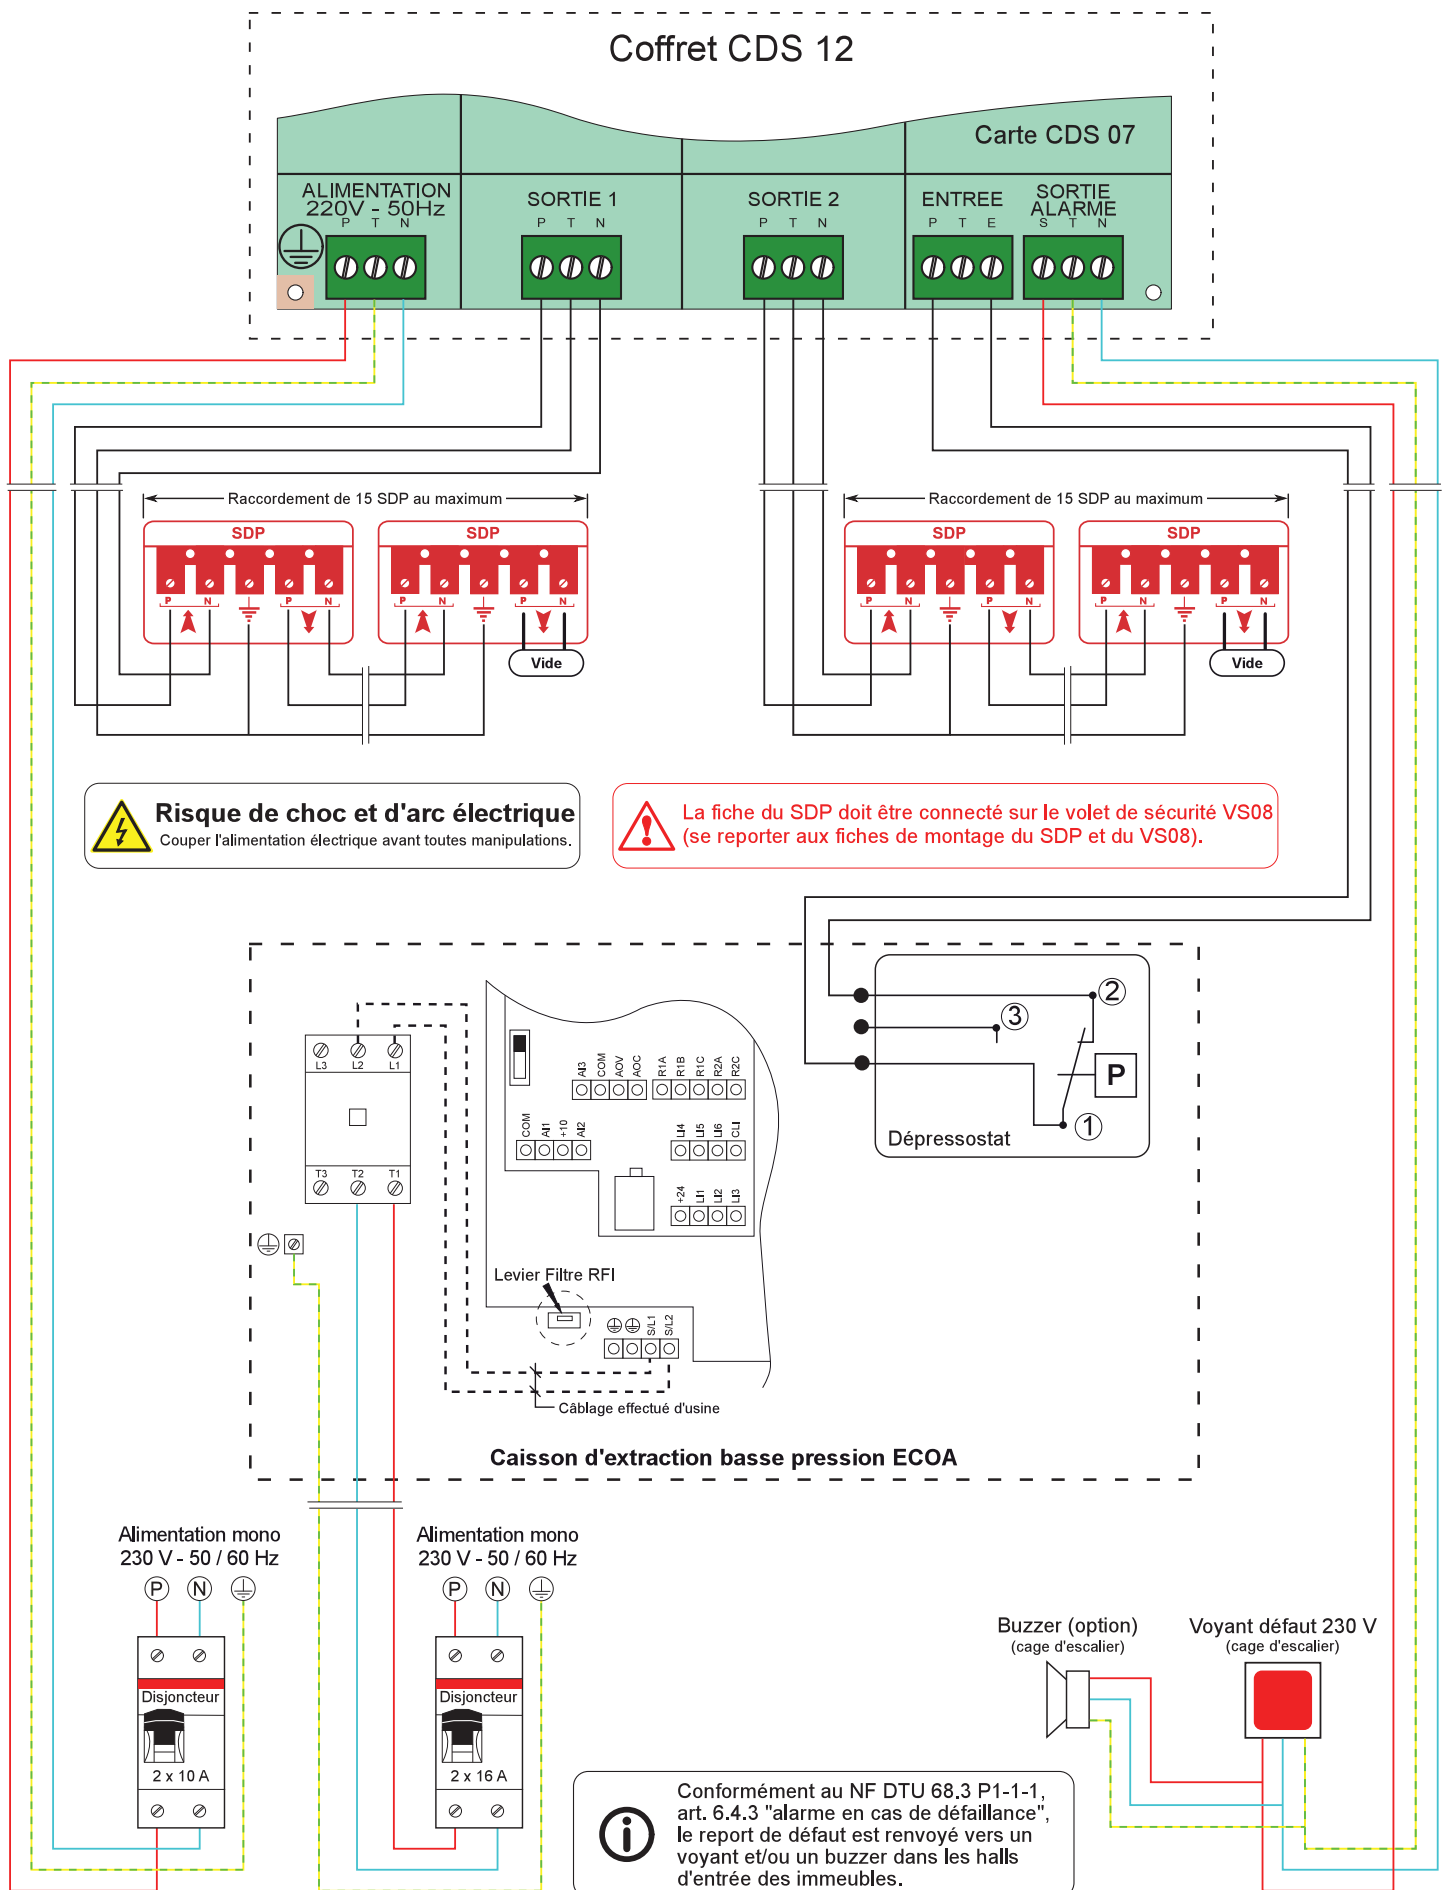 Coffret CDS 12
Carte CDS 07
ALIMENTATION
220V - 50Hz
P T N
SORTIE 1
P T N
SORTIE 2
P T N
ENTREE
P T E
SORTIE
ALARME
S T N
Raccordement de 15 SDP au maximum
SDP
P N P N
SDP
P N P N
Vide
Raccordement de 15 SDP au maximum
SDP
P N P N
SDP
P N P N
Vide
Risque de choc et d'arc électrique
Couper l'alimentation électrique avant toutes manipulations.
La fiche du SDP doit être connecté sur le volet de sécurité VS08
(se reporter aux fiches de montage du SDP et du VS08).
L3 L2 L1
T3 T2 T1
AI3 COM AOV AOC
R1A R1B R1C R2A R2C
COM AI1 +10 AI2
LI4 LI5 LI6 CLI
+24 LI1 LI2 LI3
Levier Filtre RFI
S/L1 S/L2
Câblage effectué d'usine
2
3
P
1
Dépressostat
Caisson d'extraction basse pression ECOA
Alimentation mono
230 V - 50 / 60 Hz
P N
Disjoncteur
2 x 10 A
Alimentation mono
230 V - 50 / 60 Hz
P N
Disjoncteur
2 x 16 A
Buzzer (option)
(cage d'escalier)
Voyant défaut 230 V
(cage d'escalier)
Conformément au NF DTU 68.3 P1-1-1,
art. 6.4.3 "alarme en cas de défaillance",
le report de défaut est renvoyé vers un
voyant et/ou un buzzer dans les halls
d'entrée des immeubles.